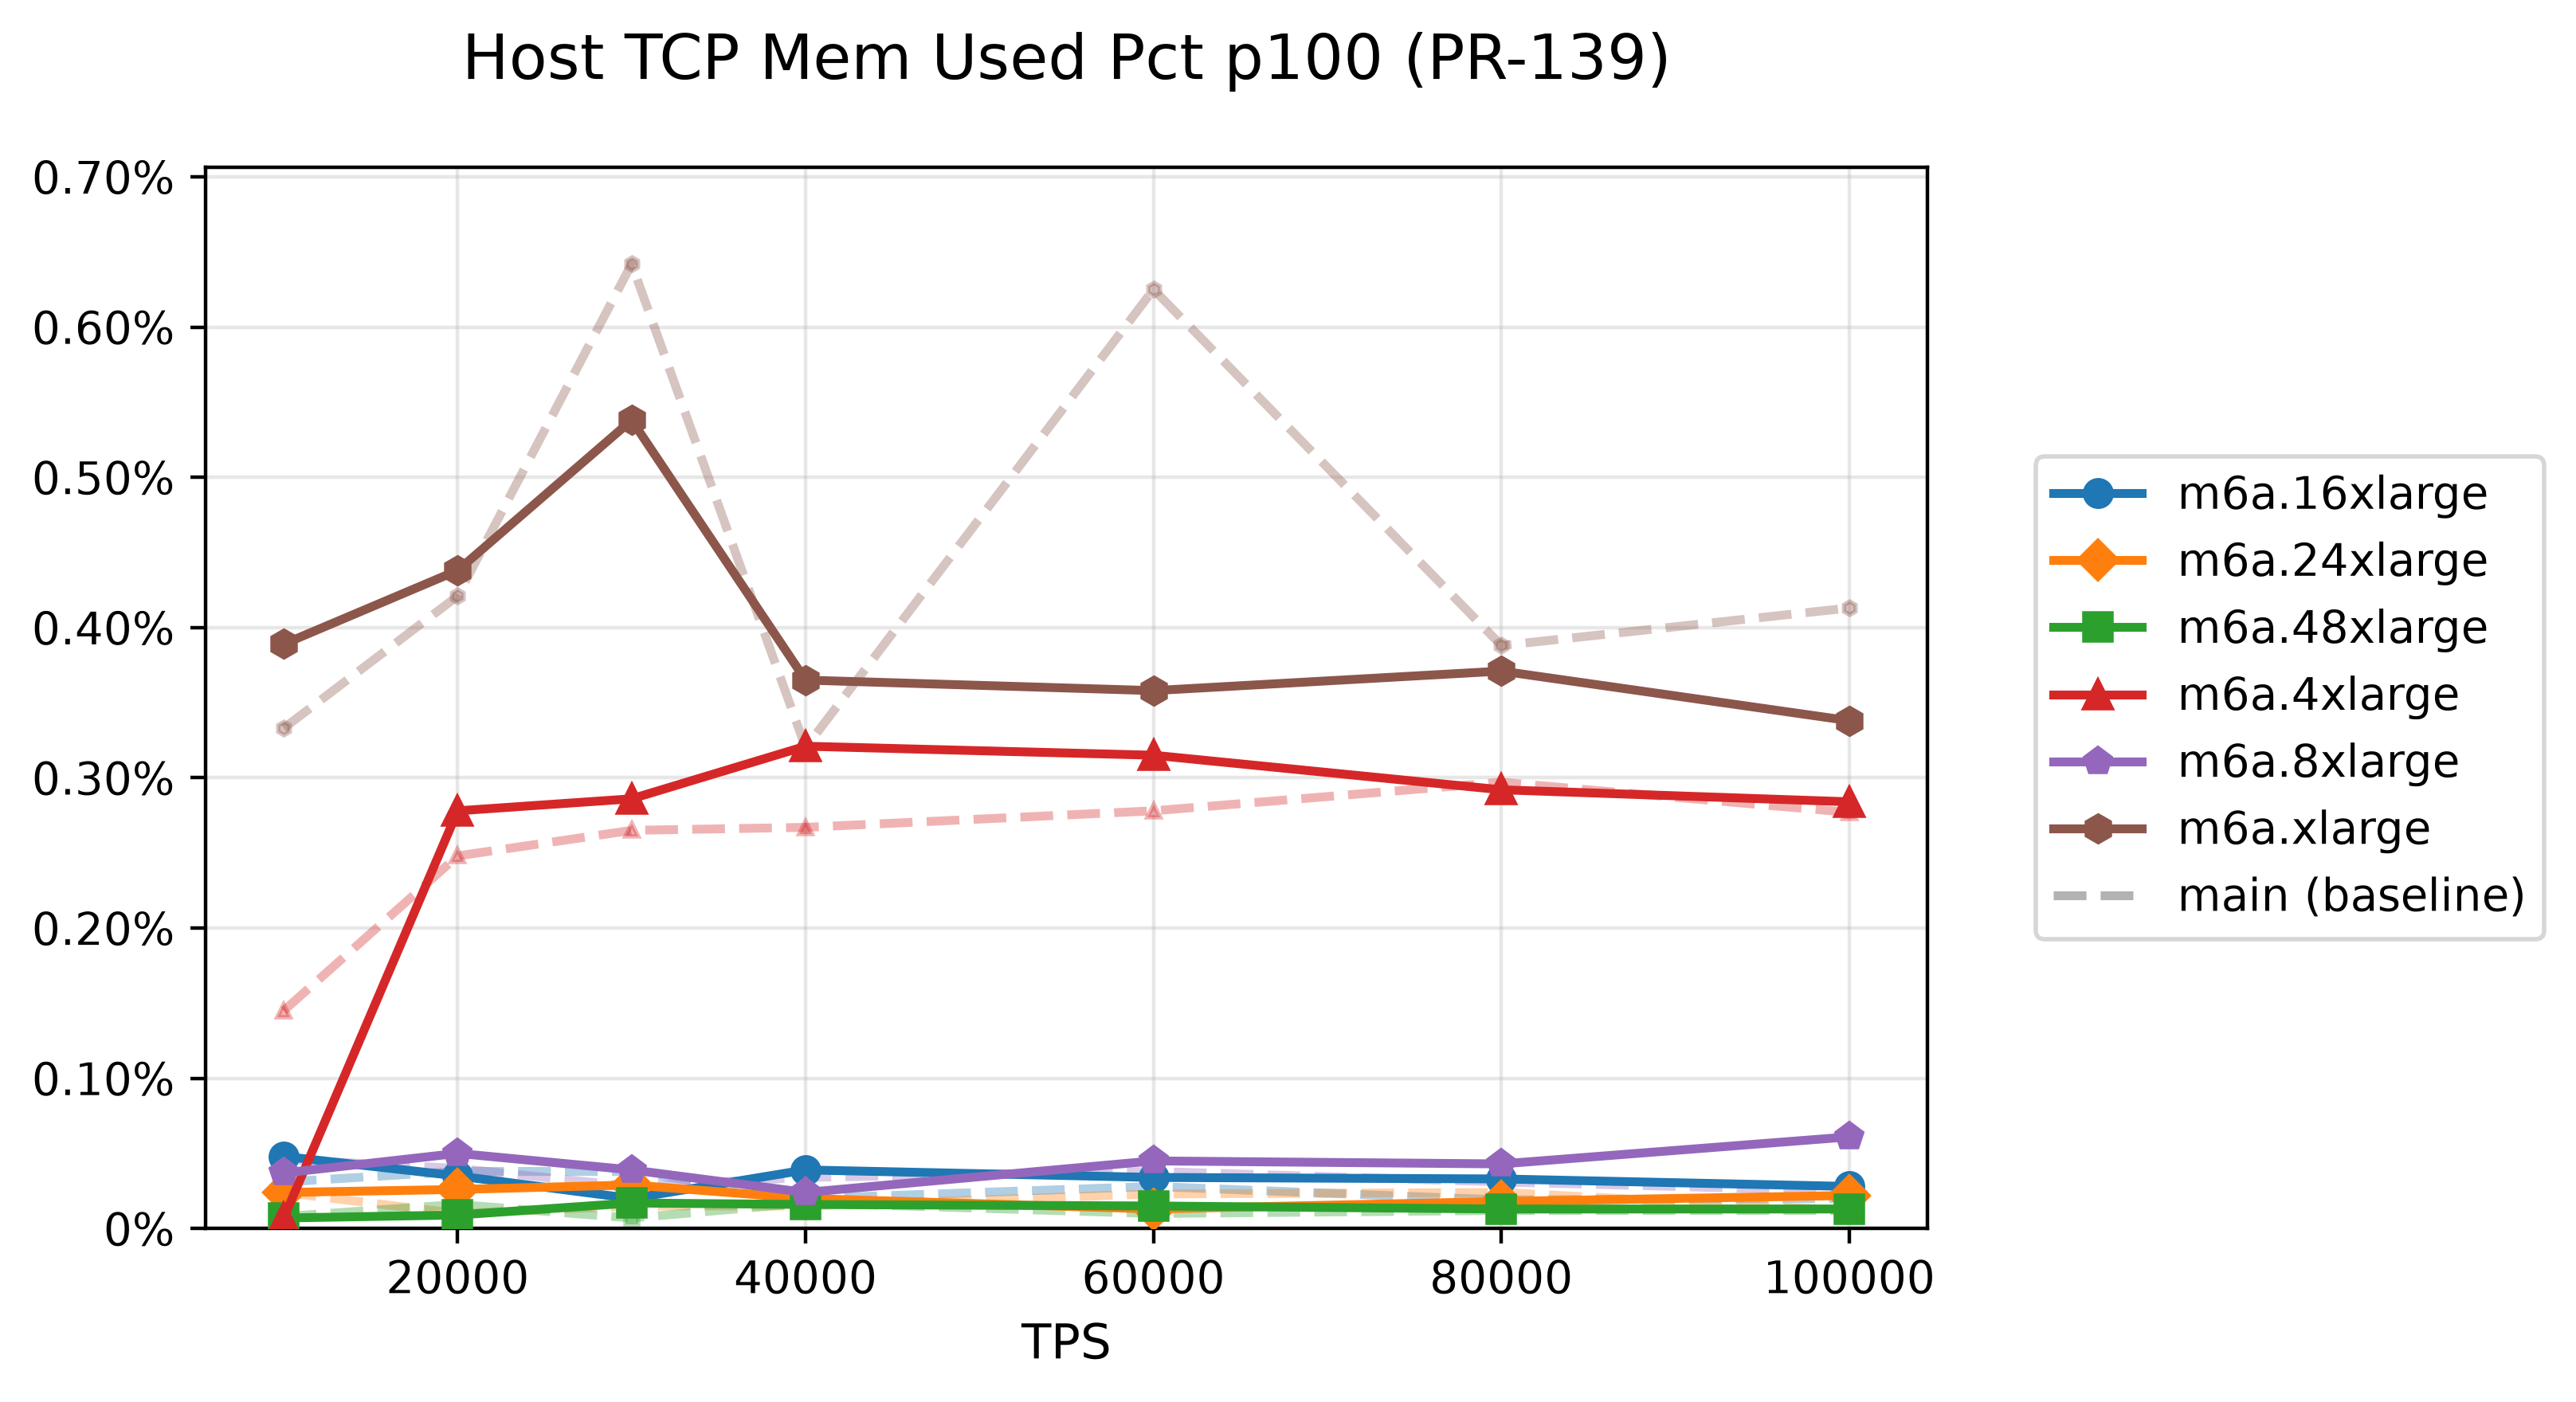 Host TCP Mem Used Pct p100 (PR-139)
0.70%
0.60%
0.50%
0.40%
0.30%
0.20%
0.10%
0%
20000 40000 60000 80000 100000
TPS
m6a.16xlarge
m6a.24xlarge
m6a.48xlarge
m6a.4xlarge
m6a.8xlarge
m6a.xlarge
main (baseline)